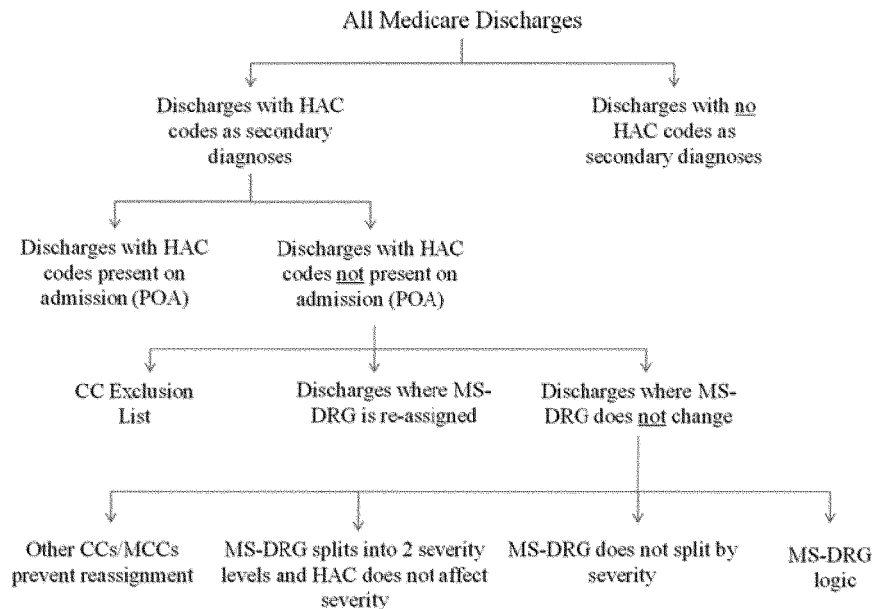 All Medicare Discharges
Discharges with HAC
codes as secondary
diagnoses
Discharges with no
HAC codes as
secondary diagnoses
Discharges with HAC
codes present on
admission (POA)
Discharges with HAC
codes not present on
admission (POA)
CC Exclusion
List
Discharges where MS-
DRG is re-assigned
Discharges where MS-
DRG does not change
Other CCs/MCCs
prevent reassignment
MS-DRG splits into 2 severity
levels and HAC does not affect
severity
MS-DRG does not split by
severity
MS-DRG
logic